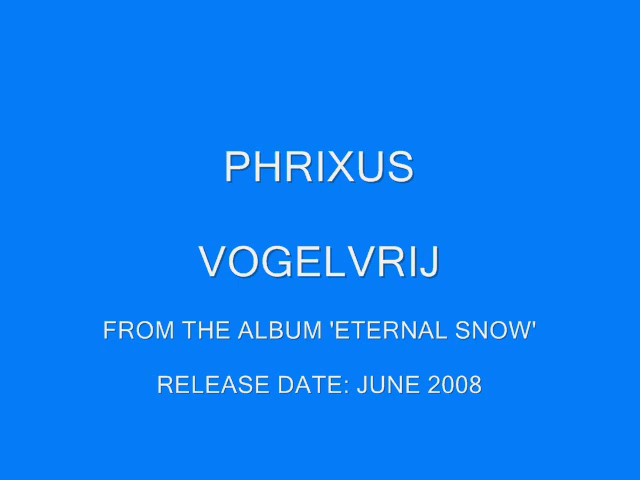 PHRIXUS
VOGELVRIJ
FROM THE ALBUM 'ETERNAL SNOW'
RELEASE DATE: JUNE 2008